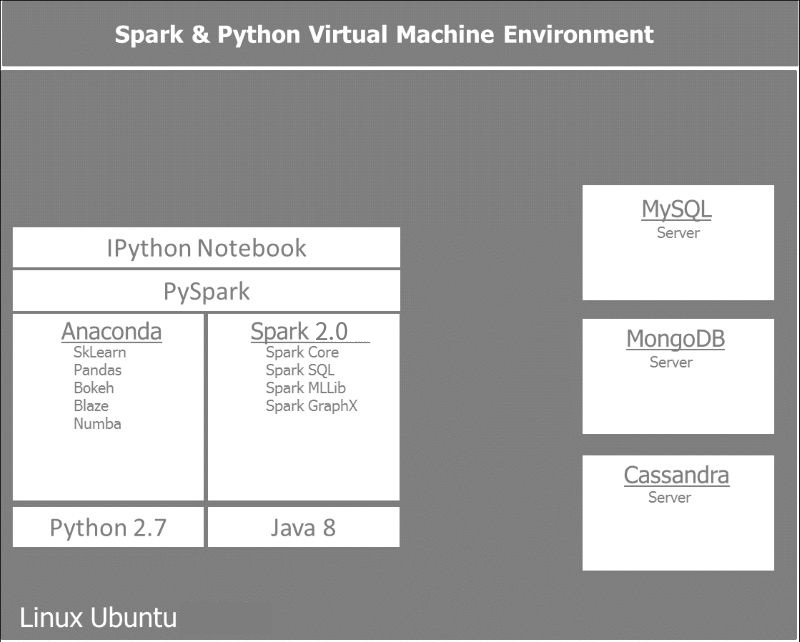 Spark & Python Virtual Machine Environment
IPython Notebook
PySpark
Anaconda
SkLearn
Pandas
Bokeh
Blaze
Numba
Spark 2.0
Spark Core
Spark SQL
Spark MLLib
Spark GraphX
Python 2.7
Java 8
MySQL
Server
MongoDB
Server
Cassandra
Server
Linux Ubuntu